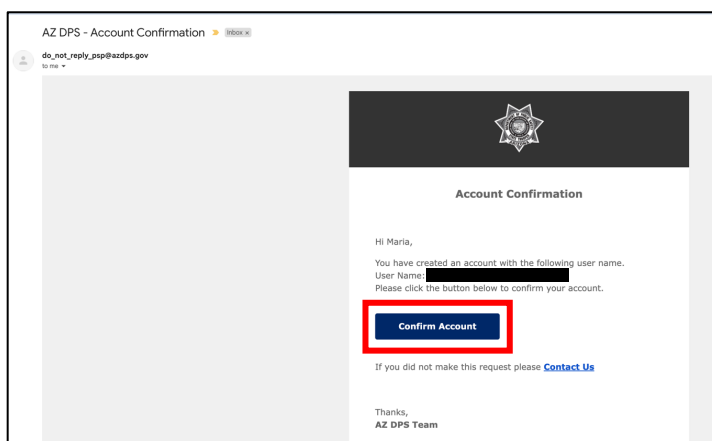 AZ DPS - Account Confirmation Inbox x
do_not_reply_psp@azdps.gov
to me
Account Confirmation
Hi Maria,
You have created an account with the following user name.
User Name:
Please click the button below to confirm your account.
Confirm Account
If you did not make this request please Contact Us
Thanks,
AZ DPS Team